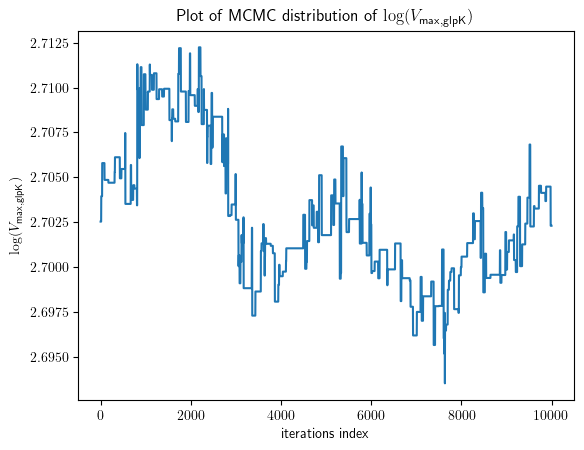 Plot of MCMC distribution of log(V_max,glpK)
2.7125
2.7100
2.7075
2.7050
2.7025
2.7000
2.6975
2.6950
log(V_max,glpK)
0 2000 4000 6000 8000 10000
iterations index